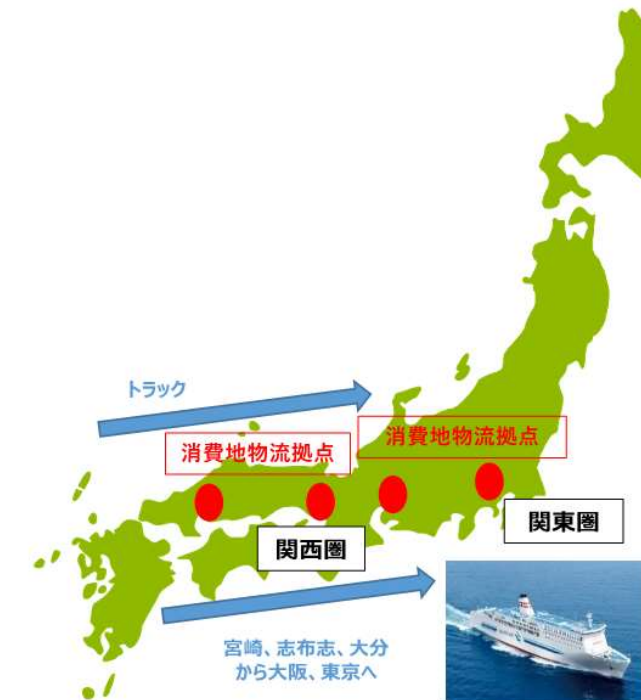 トラック
消費地物流拠点
消費地物流拠点
関西圏
関東圏
宮崎、志布志、大分
から大阪、東京へ